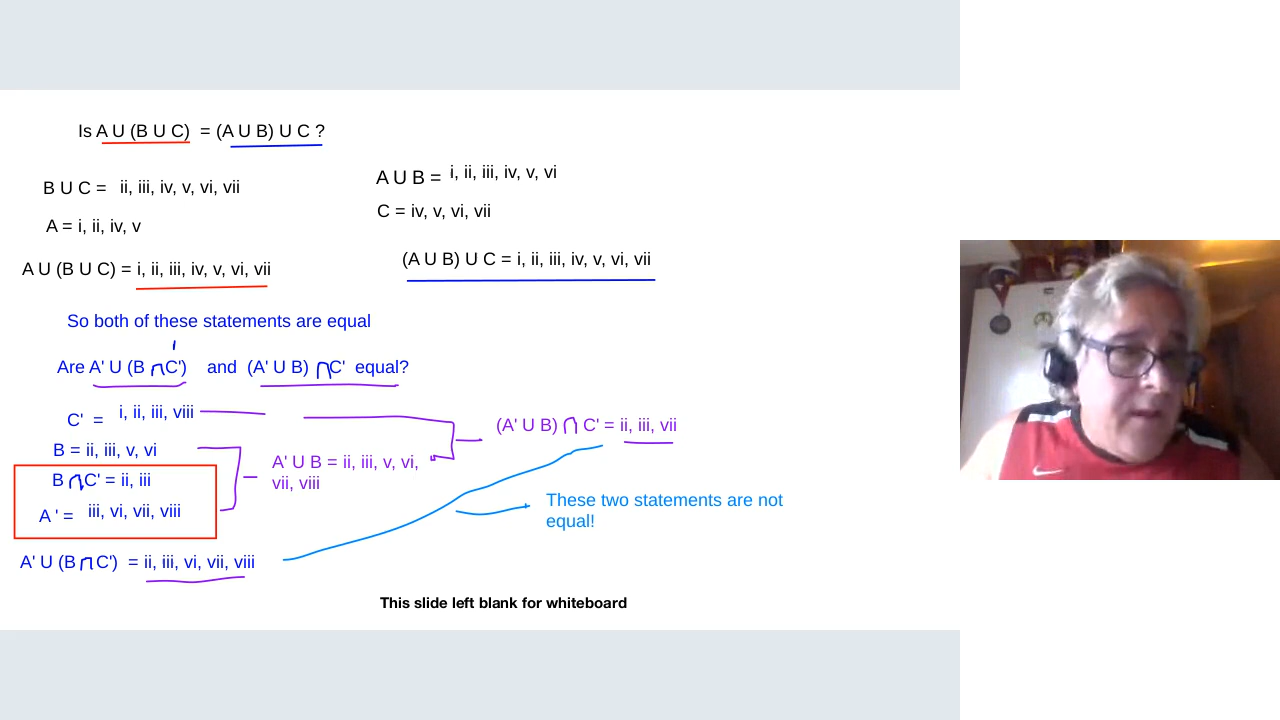 Is A U (B U C) = (A U B) U C ?
B U C = ii, iii, iv, v, vi, vii
A = i, ii, iv, v
A U (B U C) = i, ii, iii, iv, v, vi, vii
A U B = i, ii, iii, iv, v, vi
C = iv, v, vi, vii
(A U B) U C = i, ii, iii, iv, v, vi, vii
So both of these statements are equal
Are A' U (B ∩ C') and (A' U B) ∩ C' equal?
C' = i, ii, iii, viii
B = ii, iii, v, vi
B ∩ C' = ii, iii
A ' = iii, vi, vii, viii
A' U (B ∩ C') = ii, iii, vi, vii, viii
A' U B = ii, iii, v, vi,
vii, viii
(A' U B) ∩ C' = ii, iii, vii
These two statements are not
equal!
This slide left blank for whiteboard